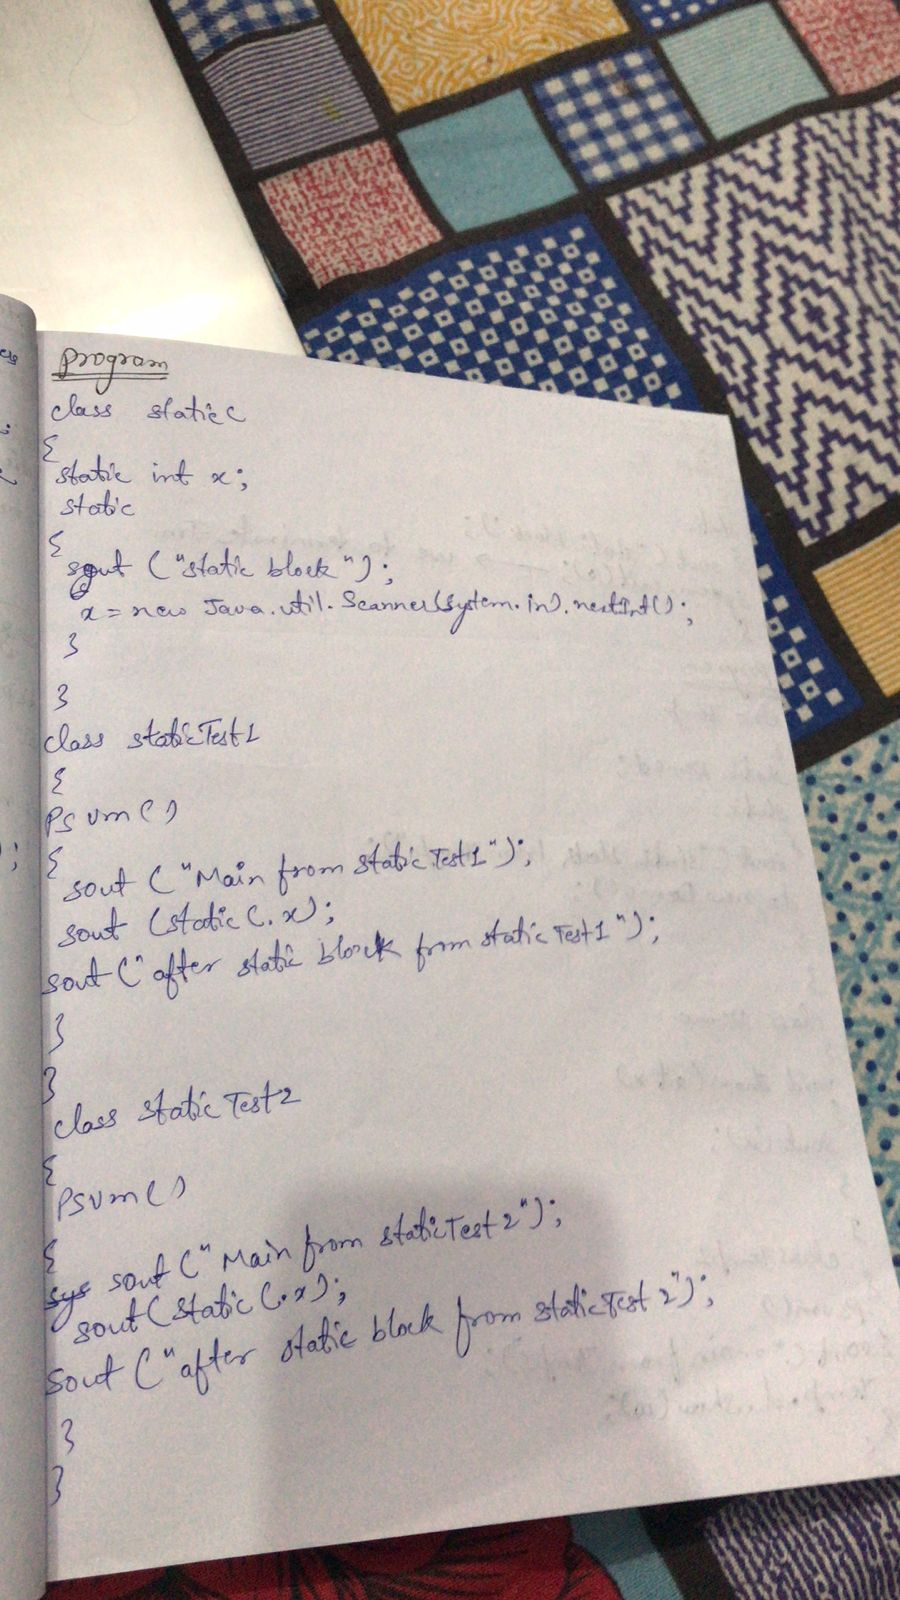 Program
class staticC
{
static int x;
static
{
sout ("static block");
x = new Java.util.Scanner(system.in).nextInt();
}
}
class staticTest1
{
PSvm()
{
sout ("Main from staticTest1");
sout (staticC.x);
sout ("after static block from staticTest1");
}
}
class staticTest2
{
PSvm()
{
sys sout ("Main from staticTest2");
sout (staticC.x);
sout ("after static block from staticTest2");
}
}